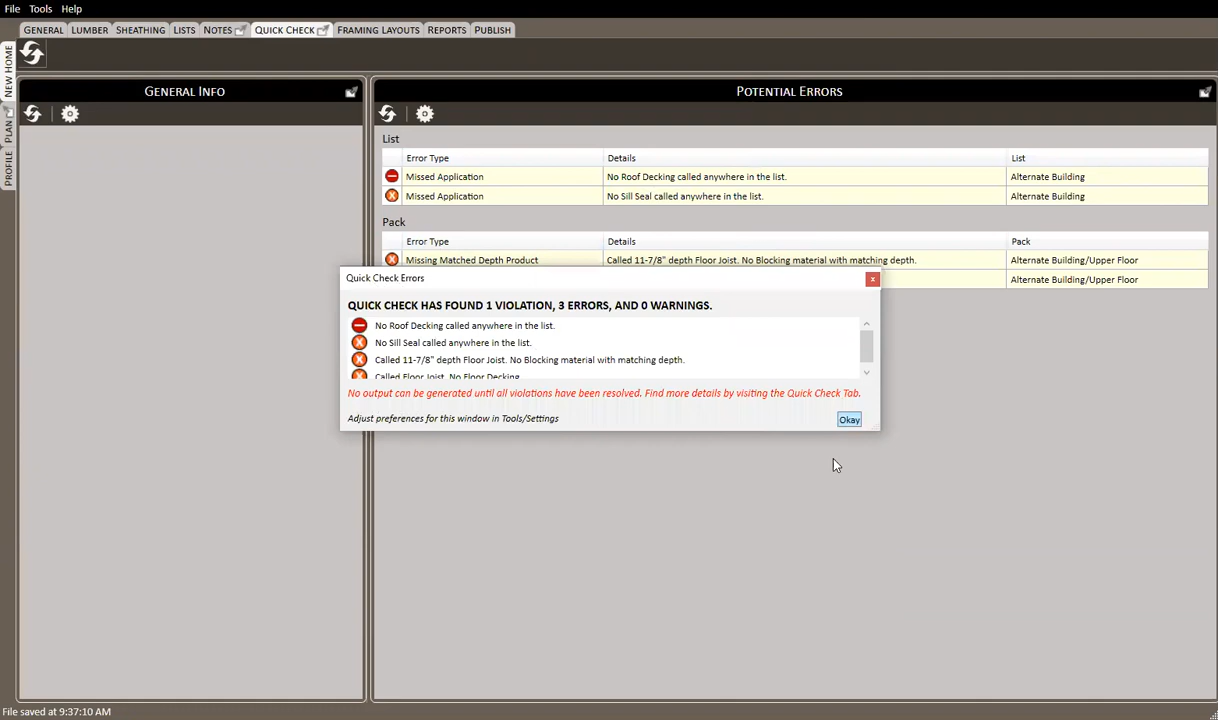 File Tools Help
GENERAL LUMBER SHEATHING LISTS NOTES QUICK CHECK FRAMING LAYOUTS REPORTS PUBLISH
NEW HOME
PLAN
PROFILE
GENERAL INFO
POTENTIAL ERRORS
List
Error Type Details List
Missed Application No Roof Decking called anywhere in the list. Alternate Building
Missed Application No Sill Seal called anywhere in the list. Alternate Building
Pack
Error Type Details Pack
Missing Matched Depth Product Called 11-7/8" depth Floor Joist. No Blocking material with matching depth. Alternate Building/Upper Floor
Alternate Building/Upper Floor
Quick Check Errors
x
QUICK CHECK HAS FOUND 1 VIOLATION, 3 ERRORS, AND 0 WARNINGS.
No Roof Decking called anywhere in the list.
No Sill Seal called anywhere in the list.
Called 11-7/8" depth Floor Joist. No Blocking material with matching depth.
Called Floor Joist. No Floor Decking
No output can be generated until all violations have been resolved. Find more details by visiting the Quick Check Tab.
Adjust preferences for this window in Tools/Settings
Okay
File saved at 9:37:10 AM